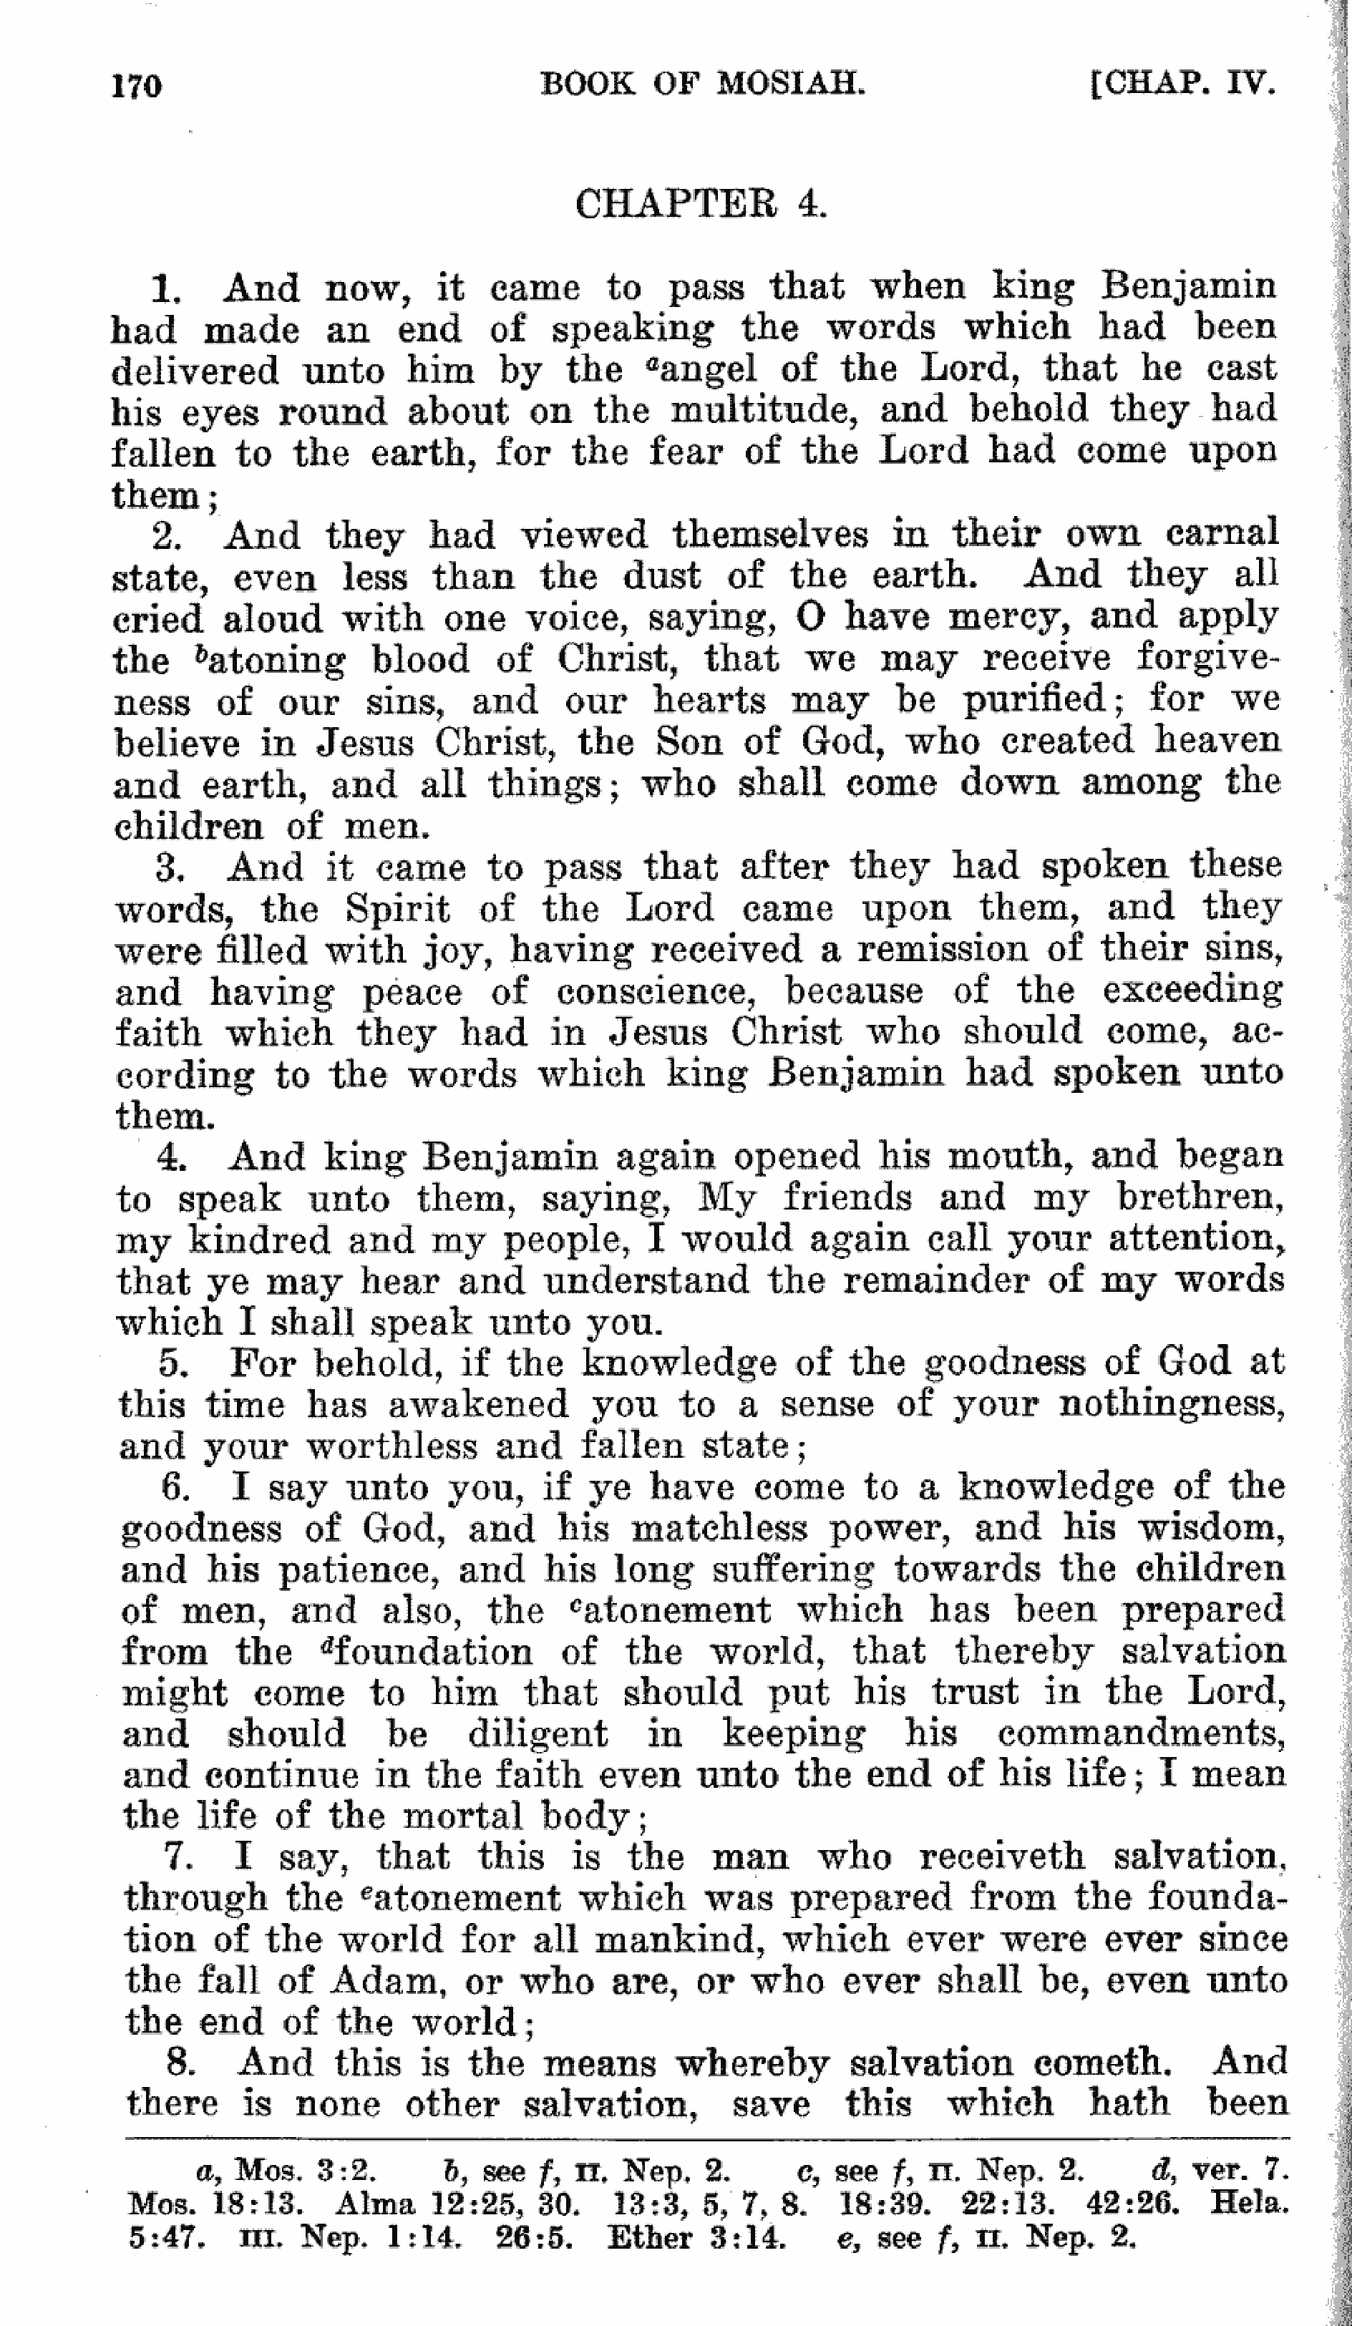 170 BOOK OF MOSIAH. [CHAP. IV.
CHAPTER 4.
1. And now, it came to pass that when king Benjamin
had made an end of speaking the words which had been
delivered unto him by the aangel of the Lord, that he cast
his eyes round about on the multitude, and behold they had
fallen to the earth, for the fear of the Lord had come upon
them;
2. And they had viewed themselves in their own carnal
state, even less than the dust of the earth. And they all
cried aloud with one voice, saying, O have mercy, and apply
the batoning blood of Christ, that we may receive forgive-
ness of our sins, and our hearts may be purified; for we
believe in Jesus Christ, the Son of God, who created heaven
and earth, and all things; who shall come down among the
children of men.
3. And it came to pass that after they had spoken these
words, the Spirit of the Lord came upon them, and they
were filled with joy, having received a remission of their sins,
and having peace of conscience, because of the exceeding
faith which they had in Jesus Christ who should come, ac-
cording to the words which king Benjamin had spoken unto
them.
4. And king Benjamin again opened his mouth, and began
to speak unto them, saying, My friends and my brethren,
my kindred and my people, I would again call your attention,
that ye may hear and understand the remainder of my words
which I shall speak unto you.
5. For behold, if the knowledge of the goodness of God at
this time has awakened you to a sense of your nothingness,
and your worthless and fallen state;
6. I say unto you, if ye have come to a knowledge of the
goodness of God, and his matchless power, and his wisdom,
and his patience, and his long suffering towards the children
of men, and also, the catonement which has been prepared
from the dfoundation of the world, that thereby salvation
might come to him that should put his trust in the Lord,
and should be diligent in keeping his commandments,
and continue in the faith even unto the end of his life; I mean
the life of the mortal body;
7. I say, that this is the man who receiveth salvation,
through the eatonement which was prepared from the founda-
tion of the world for all mankind, which ever were ever since
the fall of Adam, or who are, or who ever shall be, even unto
the end of the world;
8. And this is the means whereby salvation cometh. And
there is none other salvation, save this which hath been
a, Mos. 3:2. b, see f, II. Nep. 2. c, see f, II. Nep. 2. d, ver. 7.
Mos. 18:13. Alma 12:25, 30. 13:3, 5, 7, 8. 18:39. 22:13. 42:26. Hela.
5:47. III. Nep. 1:14. 26:5. Ether 3:14. e, see f, II. Nep. 2.